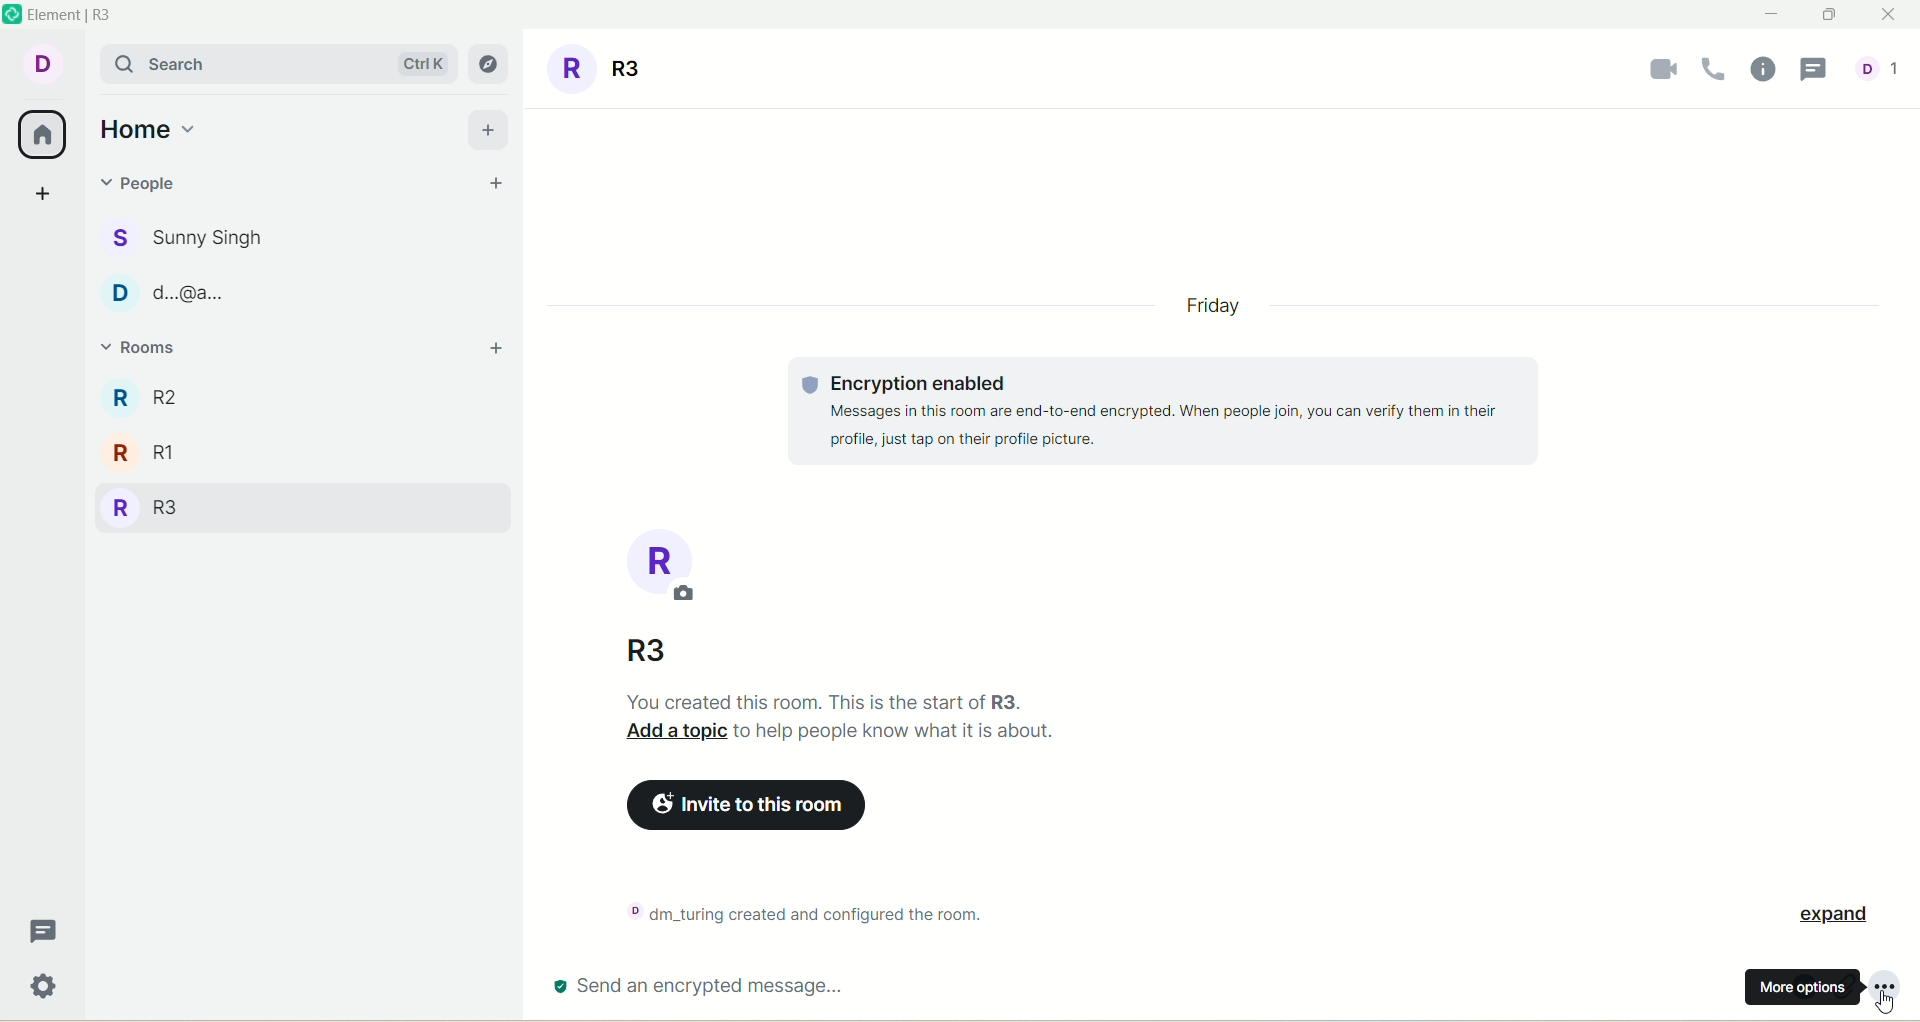 Element | R3
D
Search
Ctrl K
Home
People
S Sunny Singh
D d...@a...
Rooms
R R2
R R1
R R3
R R3
D 1
Friday
Encryption enabled
Messages in this room are end-to-end encrypted. When people join, you can verify them in their
profile, just tap on their profile picture.
R
R3
You created this room. This is the start of R3.
Add a topic to help people know what it is about.
Invite to this room
D dm_turing created and configured the room.
expand
Send an encrypted message...
More options